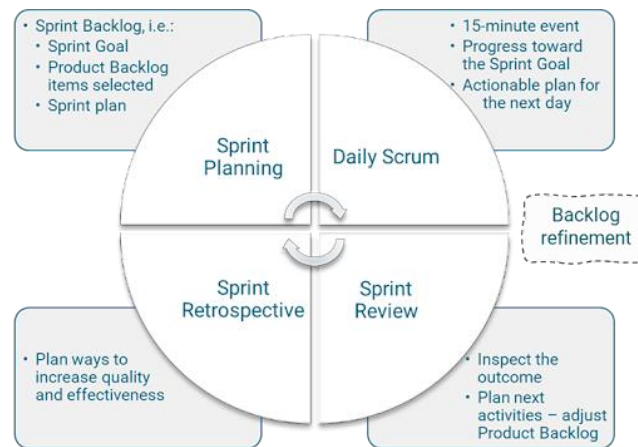 • Sprint Backlog, i.e.:
• Sprint Goal
• Product Backlog
items selected
• Sprint plan
• 15-minute event
• Progress toward
the Sprint Goal
• Actionable plan for
the next day
Sprint
Planning
Daily Scrum
Backlog
refinement
Sprint
Retrospective
Sprint
Review
• Plan ways to
increase quality
and effectiveness
• Inspect the
outcome
• Plan next
activities – adjust
Product Backlog